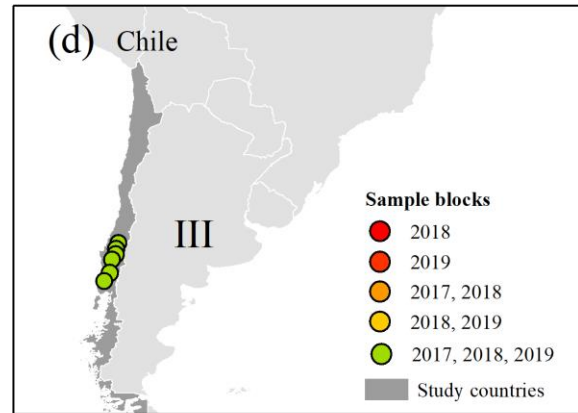 (d) Chile
III
Sample blocks
2018
2019
2017, 2018
2018, 2019
2017, 2018, 2019
Study countries